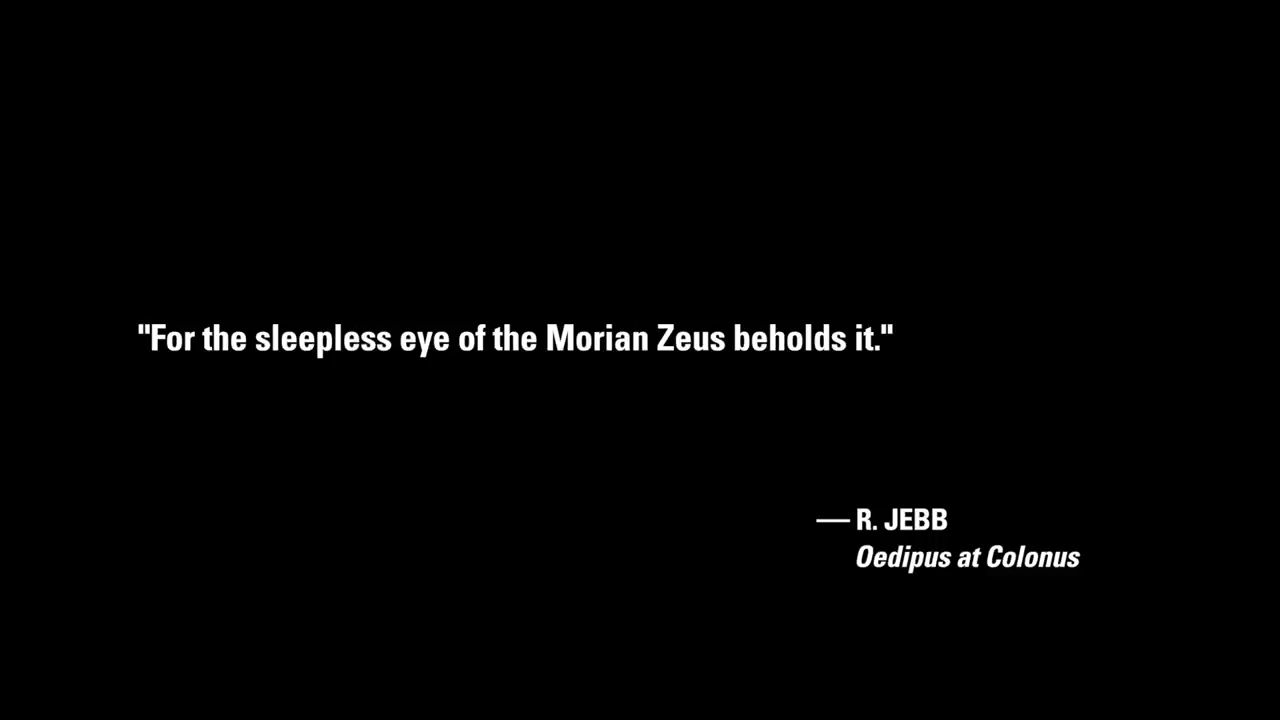 "For the sleepless eye of the Morian Zeus beholds it."
— R. JEBB
Oedipus at Colonus